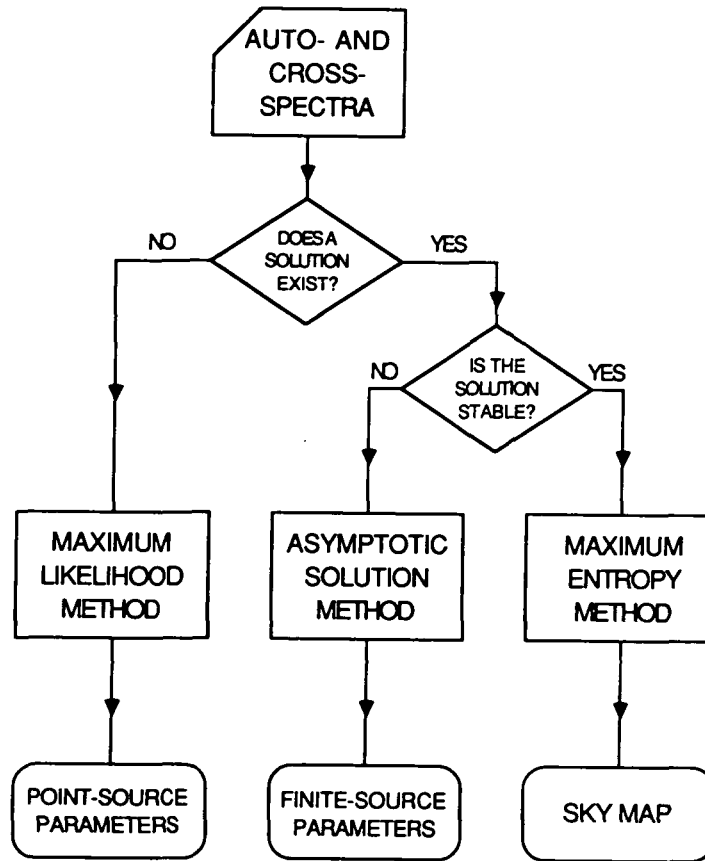 AUTO- AND
CROSS-
SPECTRA
NO
DOES A
SOLUTION
EXIST?
YES
NO
IS THE
SOLUTION
STABLE?
YES
MAXIMUM
LIKELIHOOD
METHOD
ASYMPTOTIC
SOLUTION
METHOD
MAXIMUM
ENTROPY
METHOD
POINT-SOURCE
PARAMETERS
FINITE-SOURCE
PARAMETERS
SKY MAP